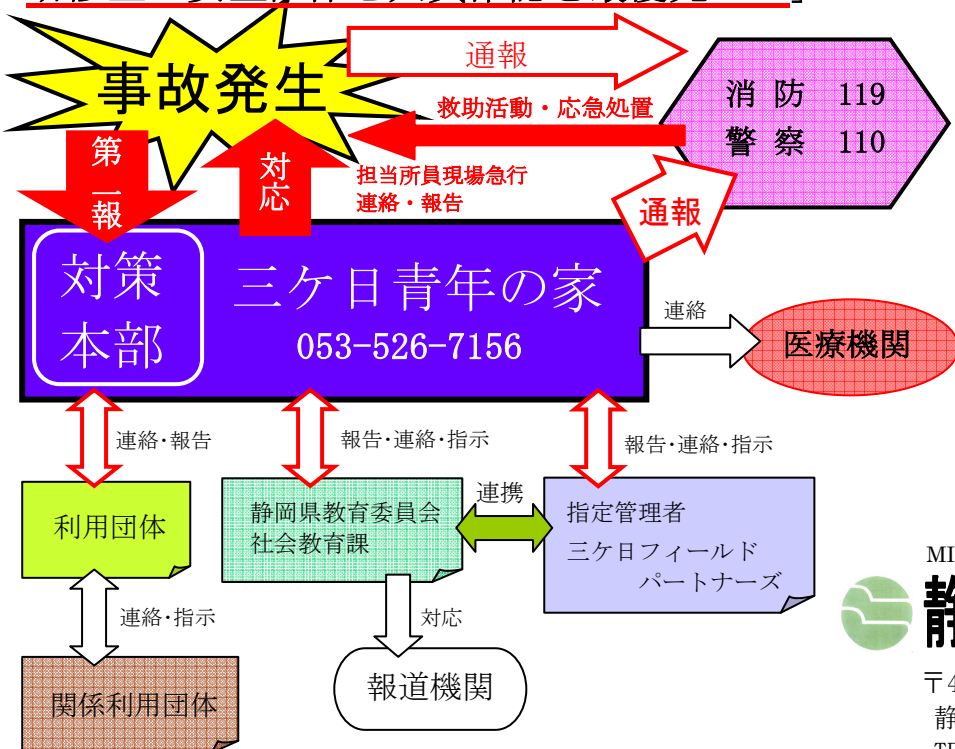 通報
事故発生
消防 119
警察 110
救助活動・応急処置
第一報
対応
担当所員現場急行
連絡・報告
通報
対策
本部
三ケ日青年の家
053-526-7156
連絡
医療機関
連絡・報告
報告・連絡・指示
報告・連絡・指示
利用団体
静岡県教育委員会
社会教育課
連携
指定管理者
三ケ日フィールド
パートナーズ
連絡・指示
対応
関係利用団体
報道機関
MI
静
〒4
静